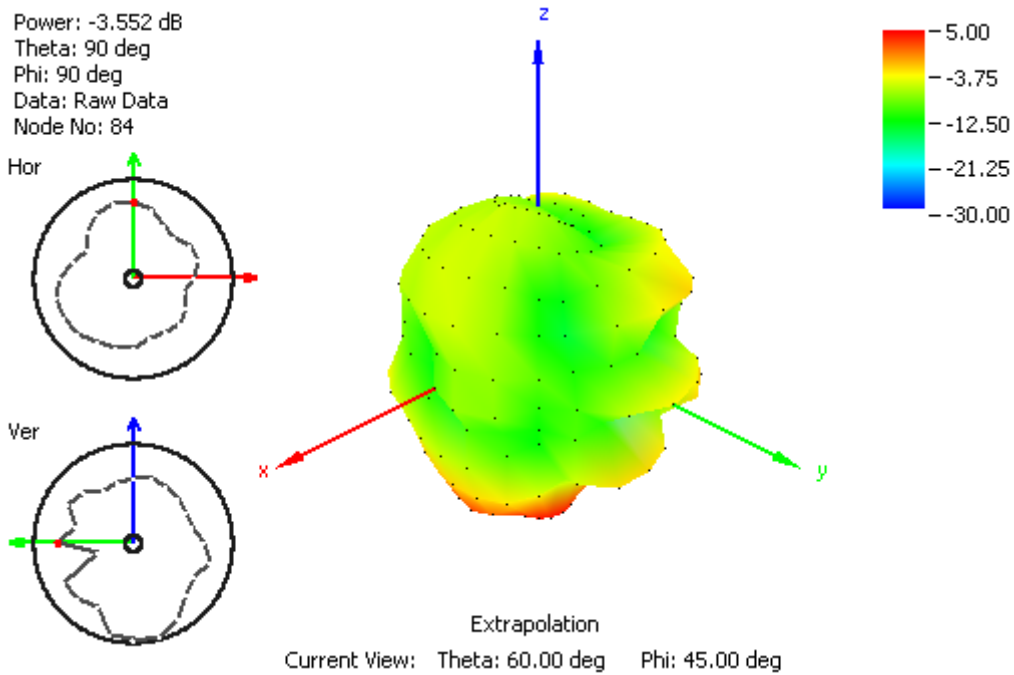 Power: -3.552 dB
Theta: 90 deg
Phi: 90 deg
Data: Raw Data
Node No: 84
Hor
Ver
z
x
y
5.00
-3.75
-12.50
-21.25
-30.00
Extrapolation
Current View: Theta: 60.00 deg Phi: 45.00 deg